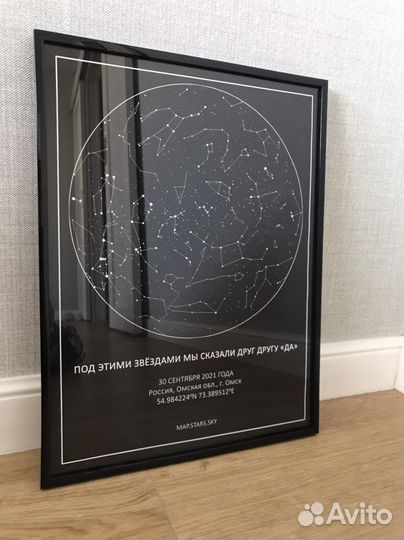 ПОД ЭТИМИ ЗВЁЗДАМИ МЫ СКАЗАЛИ ДРУГ ДРУГУ «ДА»
30 СЕНТЯБРЯ 2021 ГОДА
РОССИЯ, ОМСКАЯ ОБЛ., Г. ОМСК
54.984224°N 73.389512°E
MAP.STARS.SKY
Avito